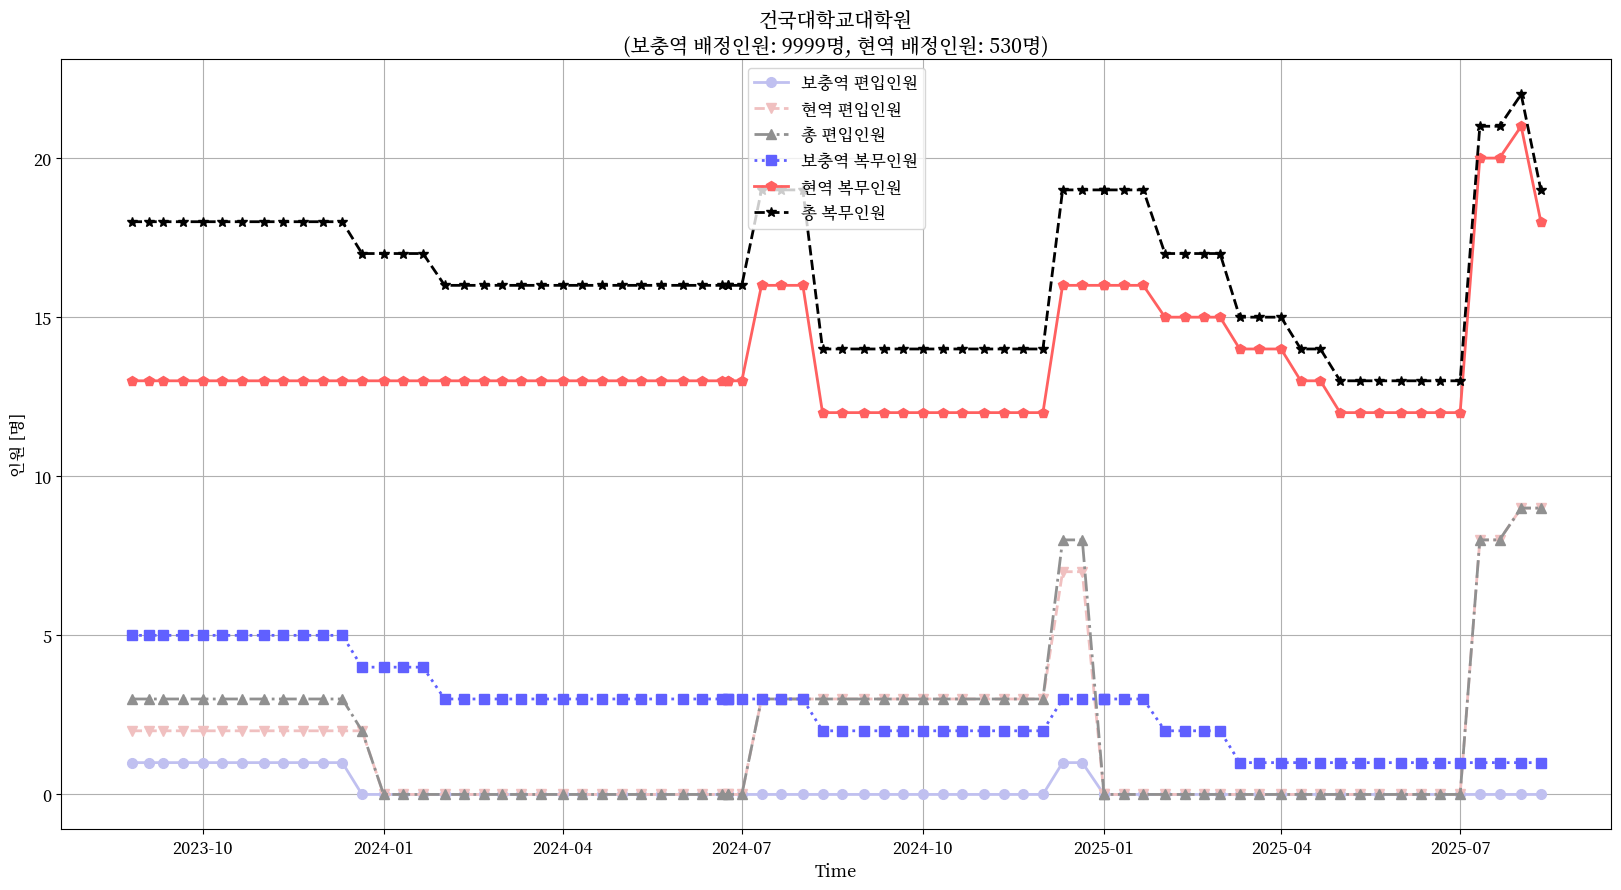 건국대학교대학원
(보충역 배정인원: 9999명, 현역 배정인원: 530명)
보충역 편입인원
현역 편입인원
총 편입인원
보충역 복무인원
현역 복무인원
총 복무인원
인원 [명]
20
15
10
5
0
2023-10 2024-01 2024-04 2024-07 2024-10 2025-01 2025-04 2025-07
Time